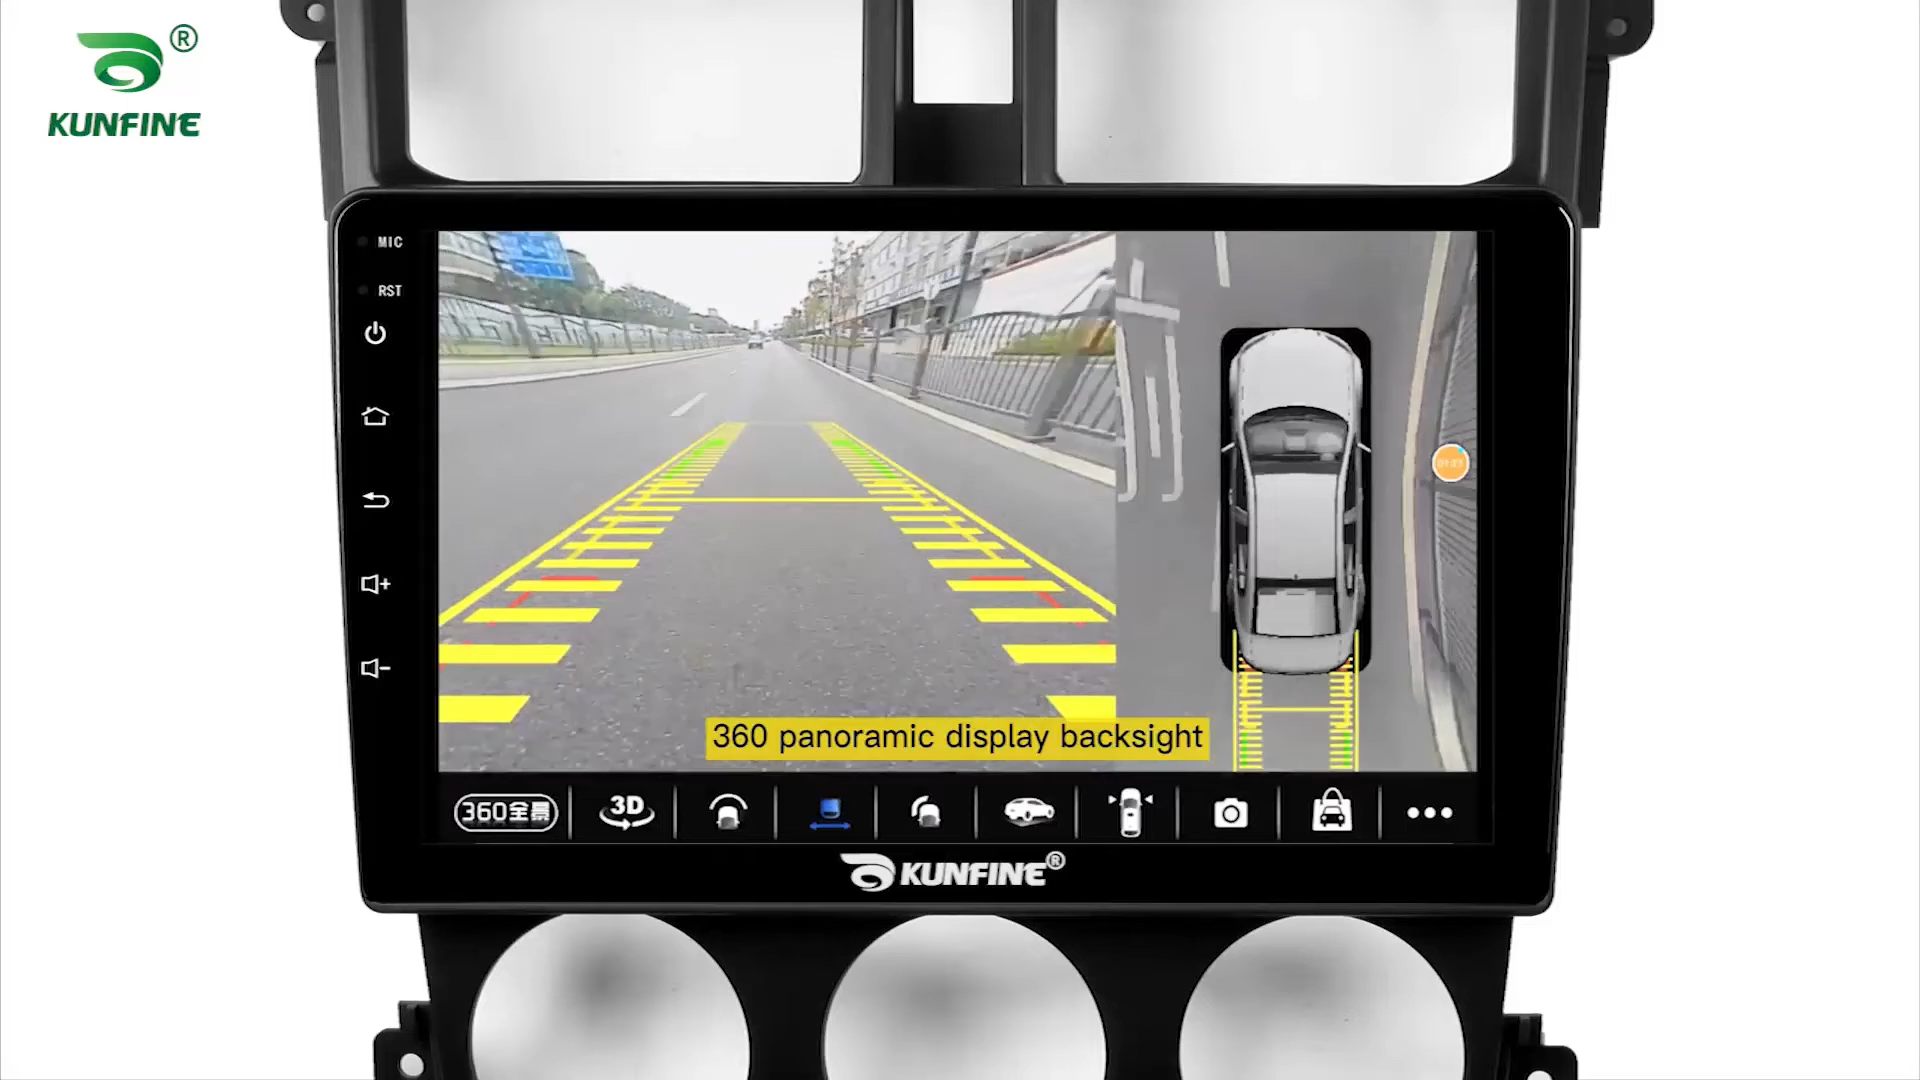 ®
KUNFINE
MIC
RST
360 panoramic display backsight
360全景
3D
KUNFINE®